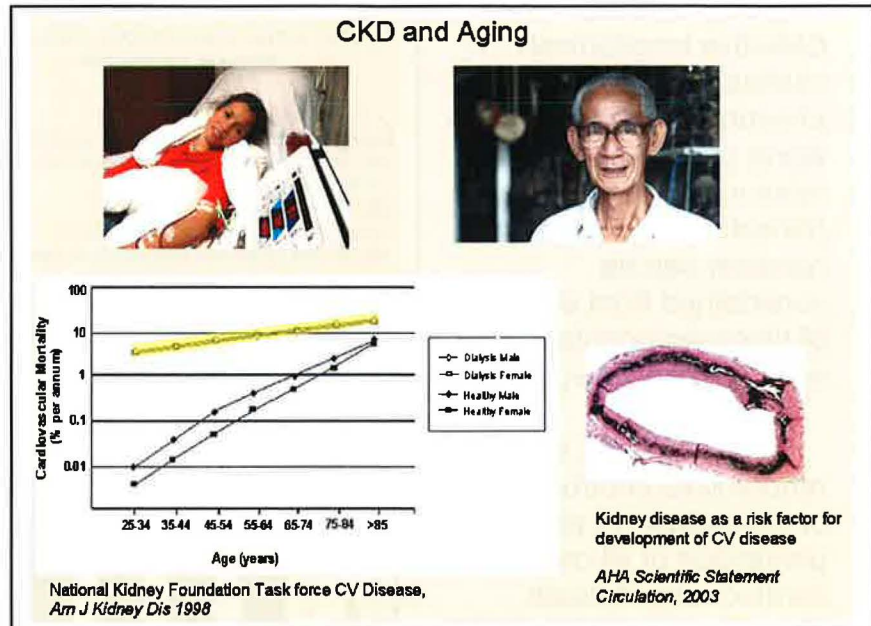 CKD and Aging
100
10
1
0.1
0.01
Cardiovascular Mortality
(% per annum)
25-34 35-44 45-54 55-64 65-74 75-84 >85
Age (years)
Dialysis Male
Dialysis Female
Healthy Male
Healthy Female
National Kidney Foundation Task force CV Disease,
Am J Kidney Dis 1998
Kidney disease as a risk factor for
development of CV disease
AHA Scientific Statement
Circulation, 2003